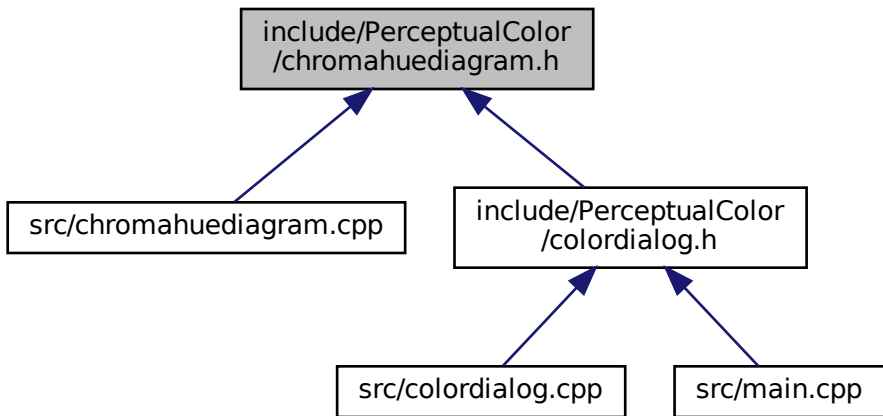 include/PerceptualColor
/chromahuediagram.h
src/chromahuediagram.cpp
include/PerceptualColor
/colordialog.h
src/colordialog.cpp
src/main.cpp